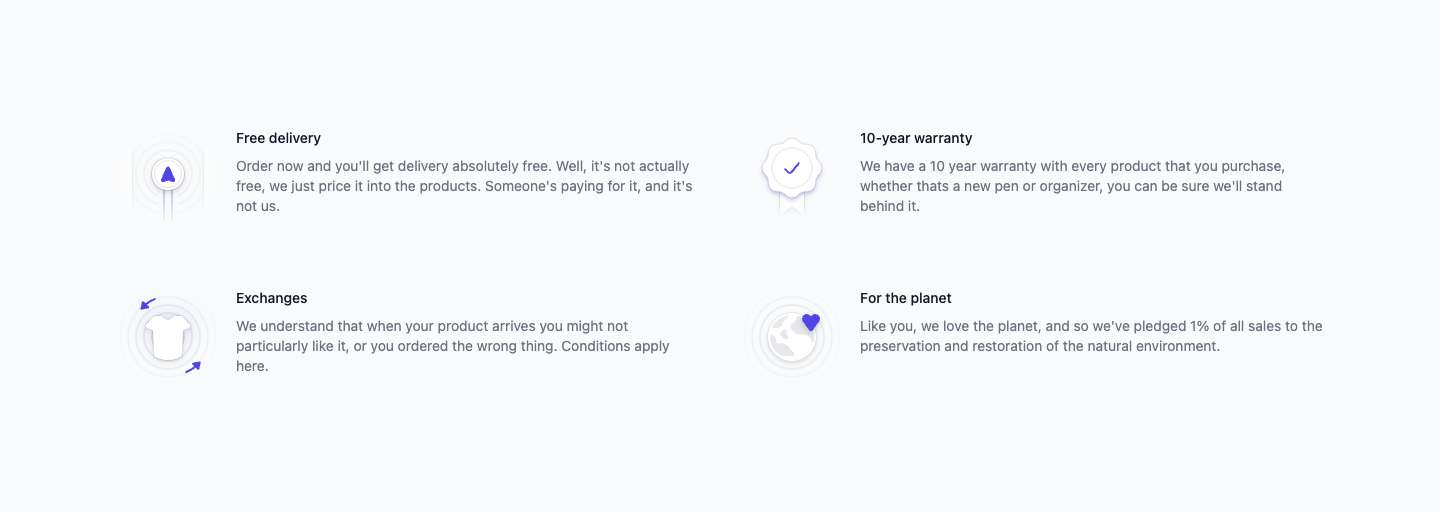 Free delivery
Order now and you'll get delivery absolutely free. Well, it's not actually
free, we just price it into the products. Someone's paying for it, and it's
not us.
10-year warranty
We have a 10 year warranty with every product that you purchase,
whether thats a new pen or organizer, you can be sure we'll stand
behind it.
Exchanges
We understand that when your product arrives you might not
particularly like it, or you ordered the wrong thing. Conditions apply
here.
For the planet
Like you, we love the planet, and so we've pledged 1% of all sales to the
preservation and restoration of the natural environment.